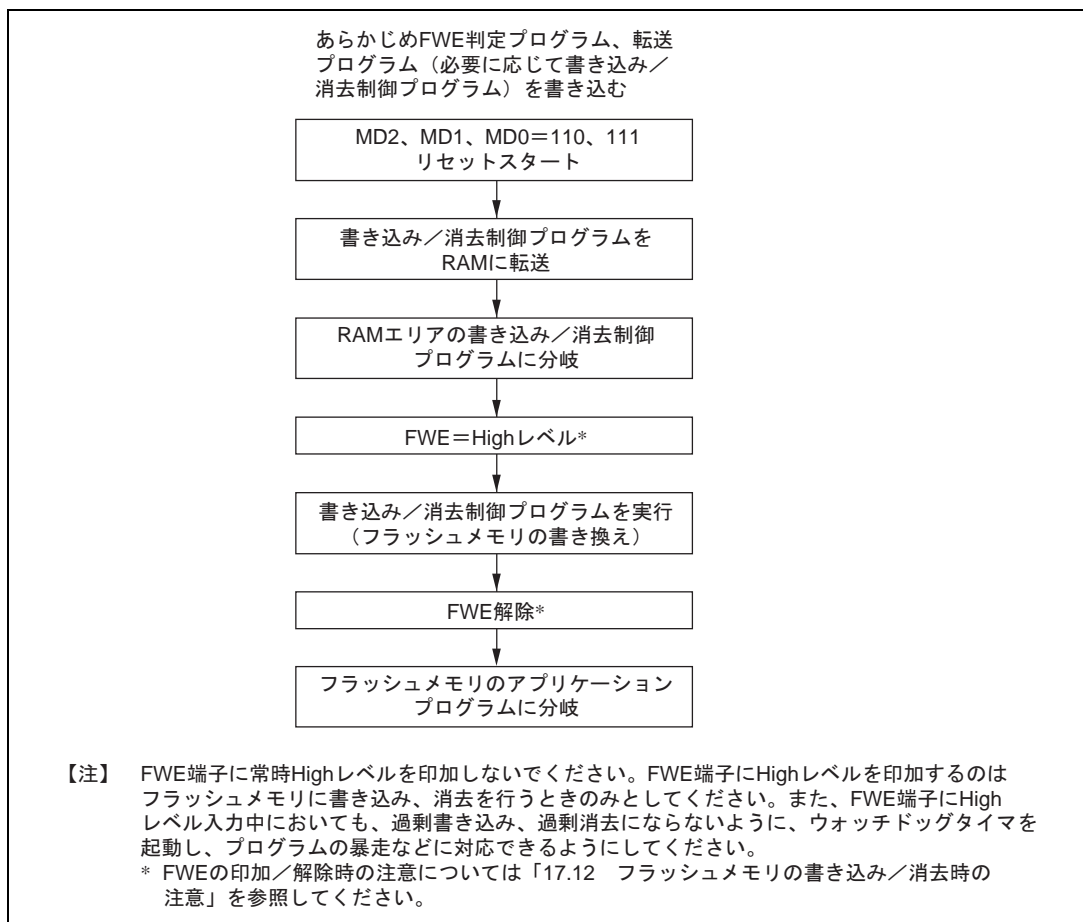 あらかじめFWE判定プログラム、転送
プログラム（必要に応じて書き込み／
消去制御プログラム）を書き込む
MD2、MD1、MD0＝110、111
リセットスタート
書き込み／消去制御プログラムを
RAMに転送
RAMエリアの書き込み／消去制御
プログラムに分岐
FWE＝Highレベル*
書き込み／消去制御プログラムを実行
（フラッシュメモリの書き換え）
FWE解除*
フラッシュメモリのアプリケーション
プログラムに分岐
【注】 FWE端子に常時Highレベルを印加しないでください。FWE端子にHighレベルを印加するのは
フラッシュメモリに書き込み、消去を行うときのみとしてください。また、FWE端子にHigh
レベル入力中においても、過剰書き込み、過剰消去にならないように、ウォッチドッグタイマを
起動し、プログラムの暴走などに対応できるようにしてください。
* FWEの印加／解除時の注意については「17.12 フラッシュメモリの書き込み／消去時の
注意」を参照してください。